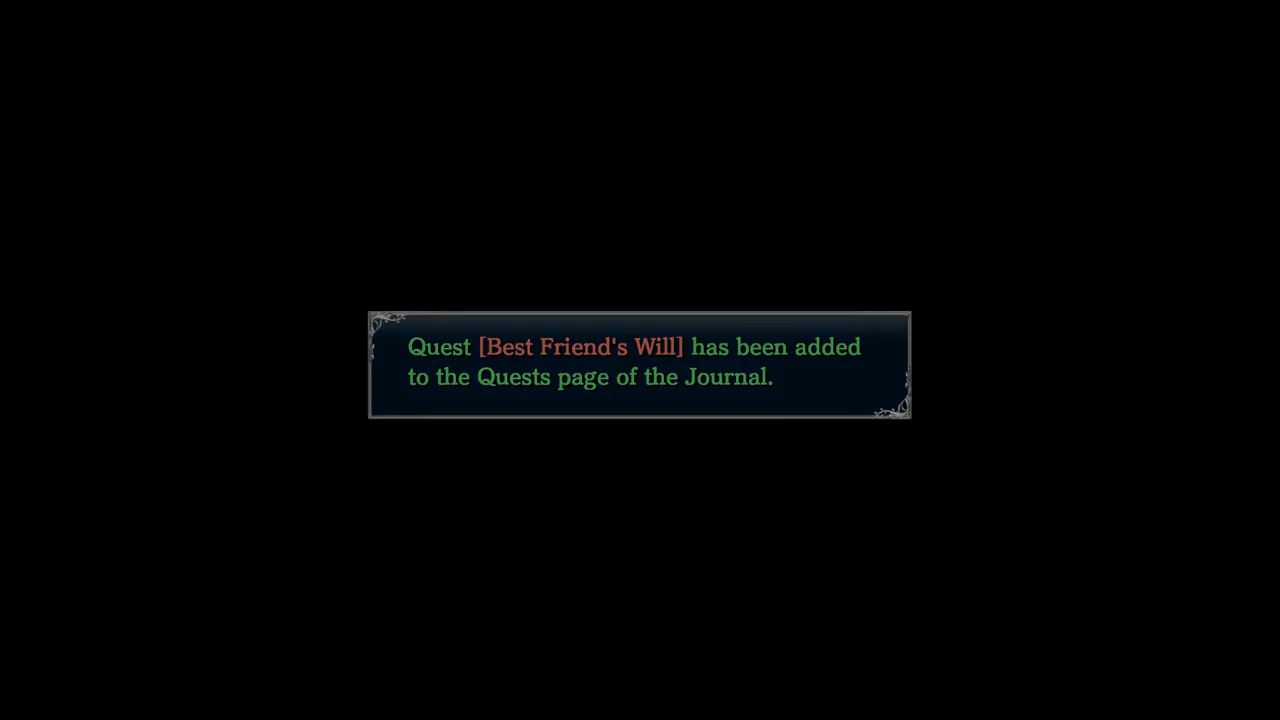 Quest [Best Friend's Will] has been added
to the Quests page of the Journal.